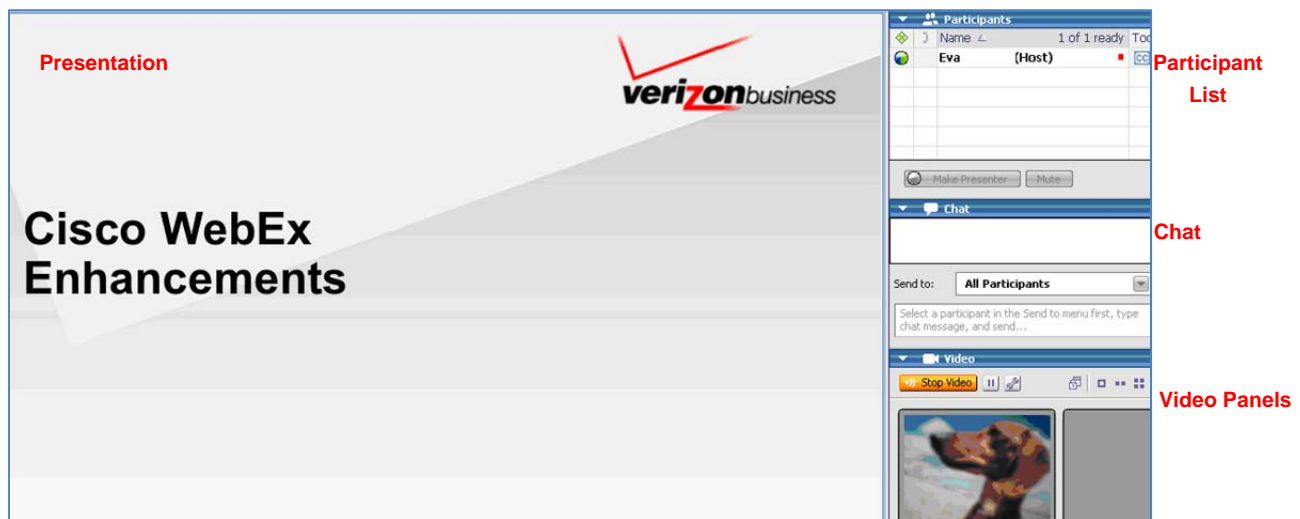 Presentation
verizonbusiness
Cisco WebEx
Enhancements
Participants
Name 1 of 1 ready
Eva (Host) CC
Make Presenter Mute
Chat
Send to: All Participants
Select a participant in the Send to menu first, type
chat message, and send...
Video
Stop Video
Participant
List
Chat
Video Panels